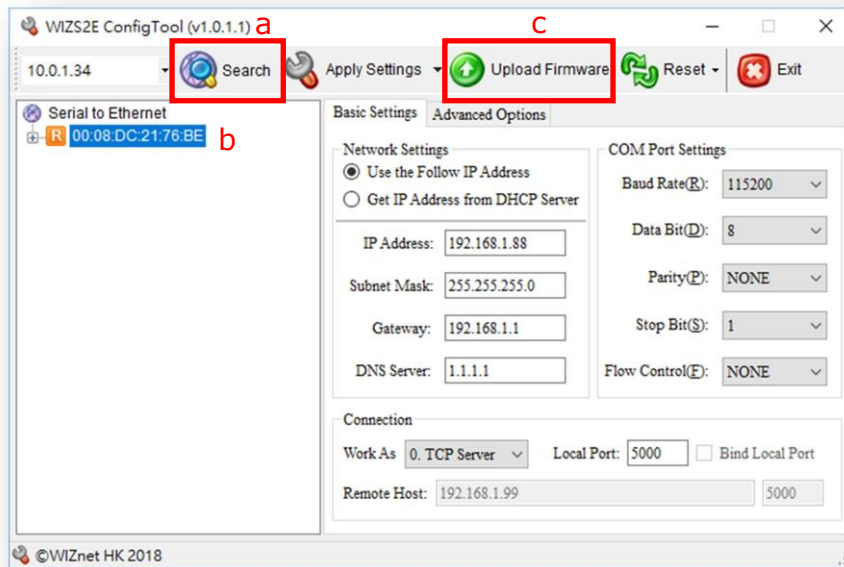 WIZS2E ConfigTool (v1.0.1.1) a
c
10.0.1.34 Search Apply Settings Upload Firmware Reset Exit
Serial to Ethernet
R 00:08:DC:21:76:BE b
Basic Settings Advanced Options
Network Settings
Use the Follow IP Address
Get IP Address from DHCP Server
IP Address: 192.168.1.88
Subnet Mask: 255.255.255.0
Gateway: 192.168.1.1
DNS Server: 1.1.1.1
COM Port Settings
Baud Rate(R): 115200
Data Bit(D): 8
Parity(P): NONE
Stop Bit(S): 1
Flow Control(F): NONE
Connection
Work As 0. TCP Server Local Port: 5000 Bind Local Port
Remote Host: 192.168.1.99 5000
©WIZnet HK 2018